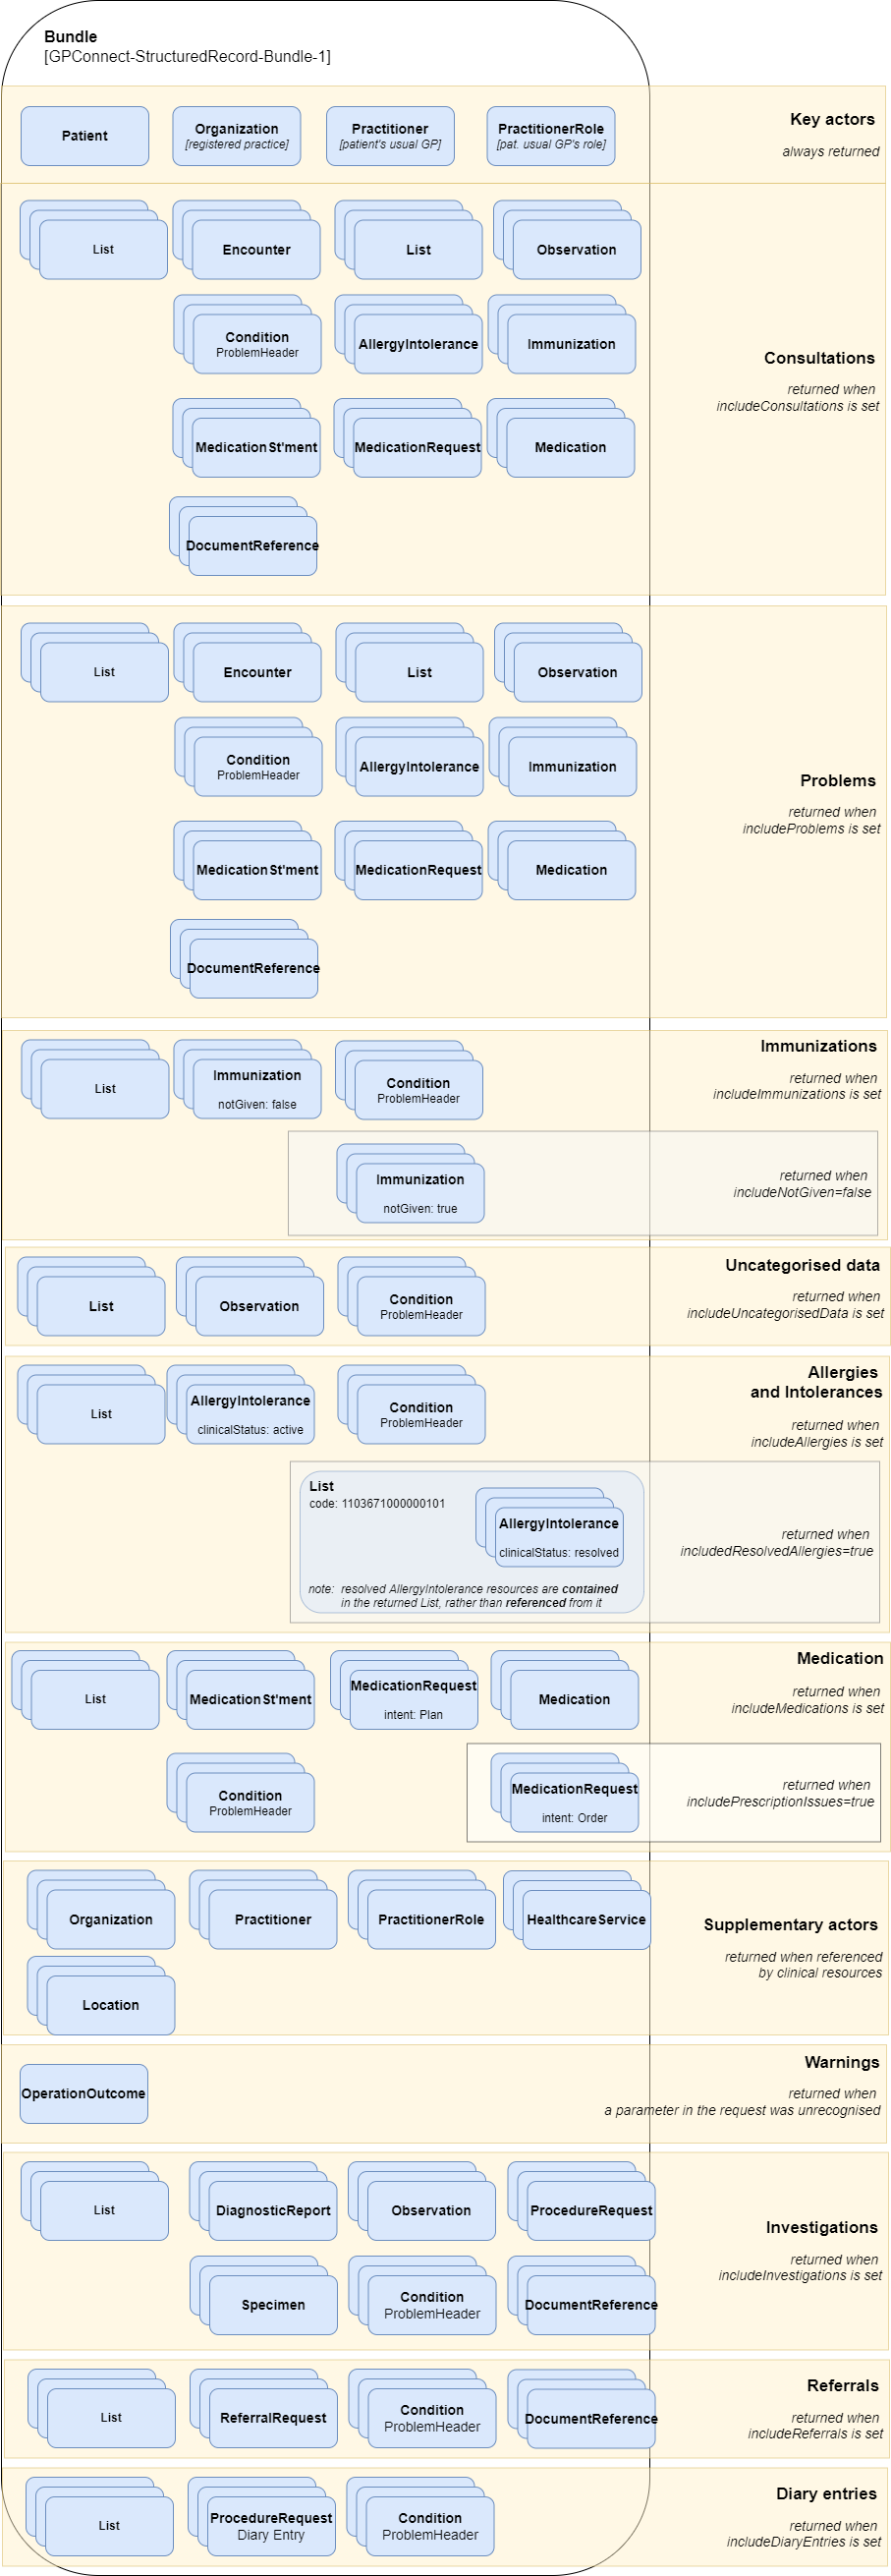 Bundle
[GPConnect-StructuredRecord-Bundle-1]
Key actors
always returned
Patient
Organization
[registered practice]
Practitioner
[patient's usual GP]
PractitionerRole
[pat. usual GP's role]
List
Encounter
List
Observation
Condition
ProblemHeader
AllergyIntolerance
Immunization
Consultations
returned when
includeConsultations is set
MedicationSt'ment
MedicationRequest
Medication
DocumentReference
List
Encounter
List
Observation
Condition
ProblemHeader
AllergyIntolerance
Immunization
Problems
returned when
includeProblems is set
MedicationSt'ment
MedicationRequest
Medication
DocumentReference
Immunizations
returned when
includeImmunizations is set
List
Immunization
notGiven: false
Condition
ProblemHeader
Immunization
notGiven: true
returned when
includeNotGiven=false
Uncategorised data
returned when
includeUncategorisedData is set
List
Observation
Condition
ProblemHeader
Allergies
and Intolerances
returned when
includeAllergies is set
List
AllergyIntolerance
clinicalStatus: active
Condition
ProblemHeader
List
code: 1103671000000101
AllergyIntolerance
clinicalStatus: resolved
note: resolved AllergyIntolerance resources are contained
in the returned List, rather than referenced from it
returned when
includedResolvedAllergies=true
Medication
returned when
includeMedications is set
List
MedicationSt'ment
MedicationRequest
intent: Plan
Medication
Condition
ProblemHeader
MedicationRequest
intent: Order
returned when
includePrescriptionIssues=true
Organization
Practitioner
PractitionerRole
HealthcareService
Location
Supplementary actors
returned when referenced
by clinical resources
Warnings
returned when
a parameter in the request was unrecognised
OperationOutcome
List
DiagnosticReport
Observation
ProcedureRequest
Investigations
returned when
includeInvestigations is set
Specimen
Condition
ProblemHeader
DocumentReference
Referrals
returned when
includeReferrals is set
List
ReferralRequest
Condition
ProblemHeader
DocumentReference
Diary entries
returned when
includeDiaryEntries is set
List
ProcedureRequest
Diary Entry
Condition
ProblemHeader